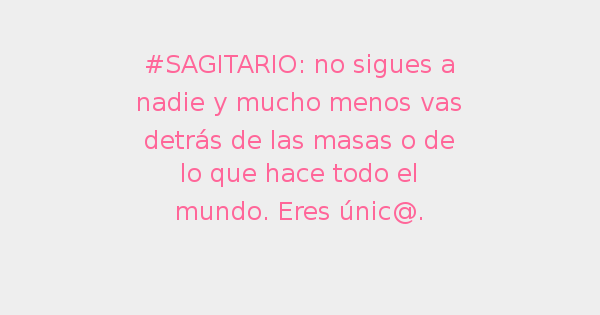 #SAGITARIO: no sigues a
nadie y mucho menos vas
detrás de las masas o de
lo que hace todo el
mundo. Eres únic@.